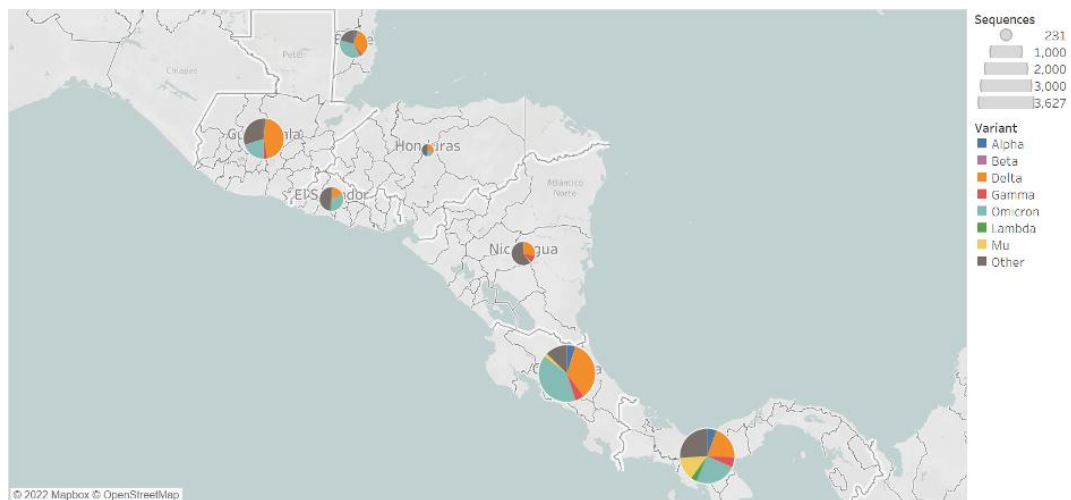 Sequences
231
1,000
2,000
3,000
3,627
Variant
Alpha
Beta
Delta
Gamma
Omicron
Lambda
Mu
Other
Petén
Chiapas
Honduras
Atlántico
Norte
© 2022 Mapbox © OpenStreetMap